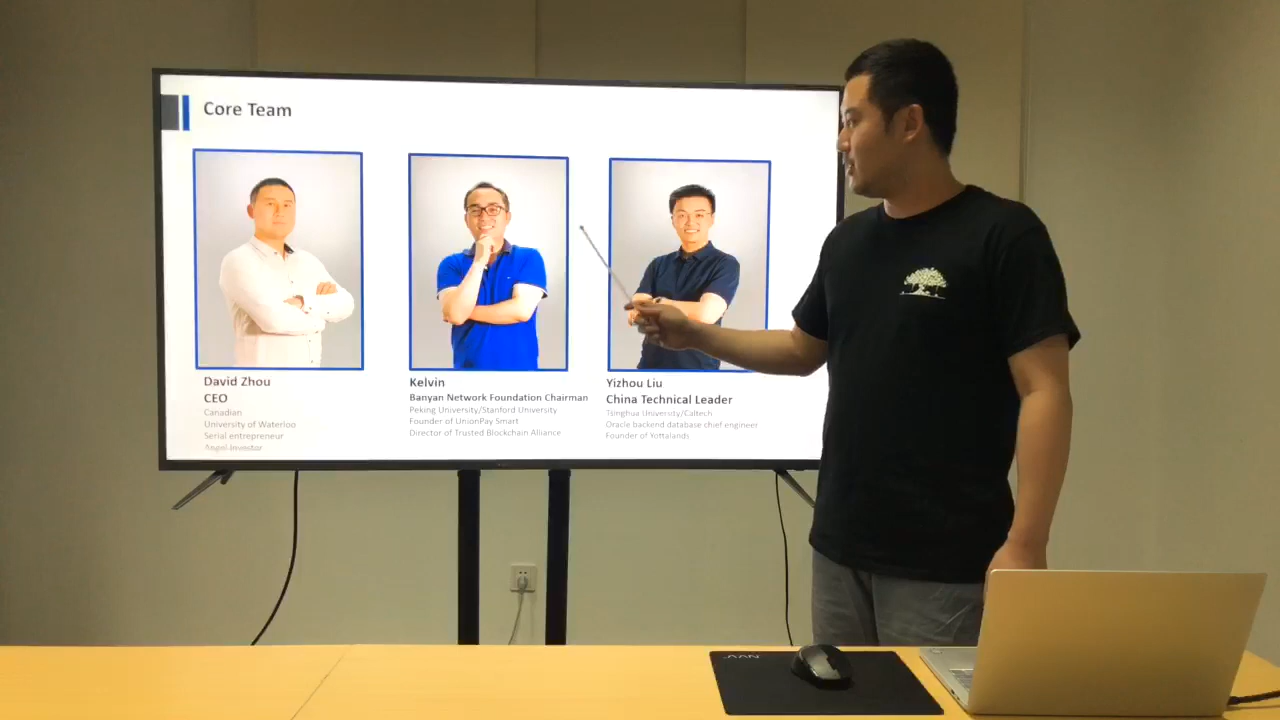 Core Team
David Zhou
CEO
Canadian
University of Waterloo
Serial entrepreneur
Angel Investor
Kelvin
Banyan Network Foundation Chairman
Peking University/Stanford University
Founder of UnionPay Smart
Director of Trusted Blockchain Alliance
Yizhou Liu
China Technical Leader
Tsinghua University/Caltech
Oracle backend database chief engineer
Founder of Yottalands